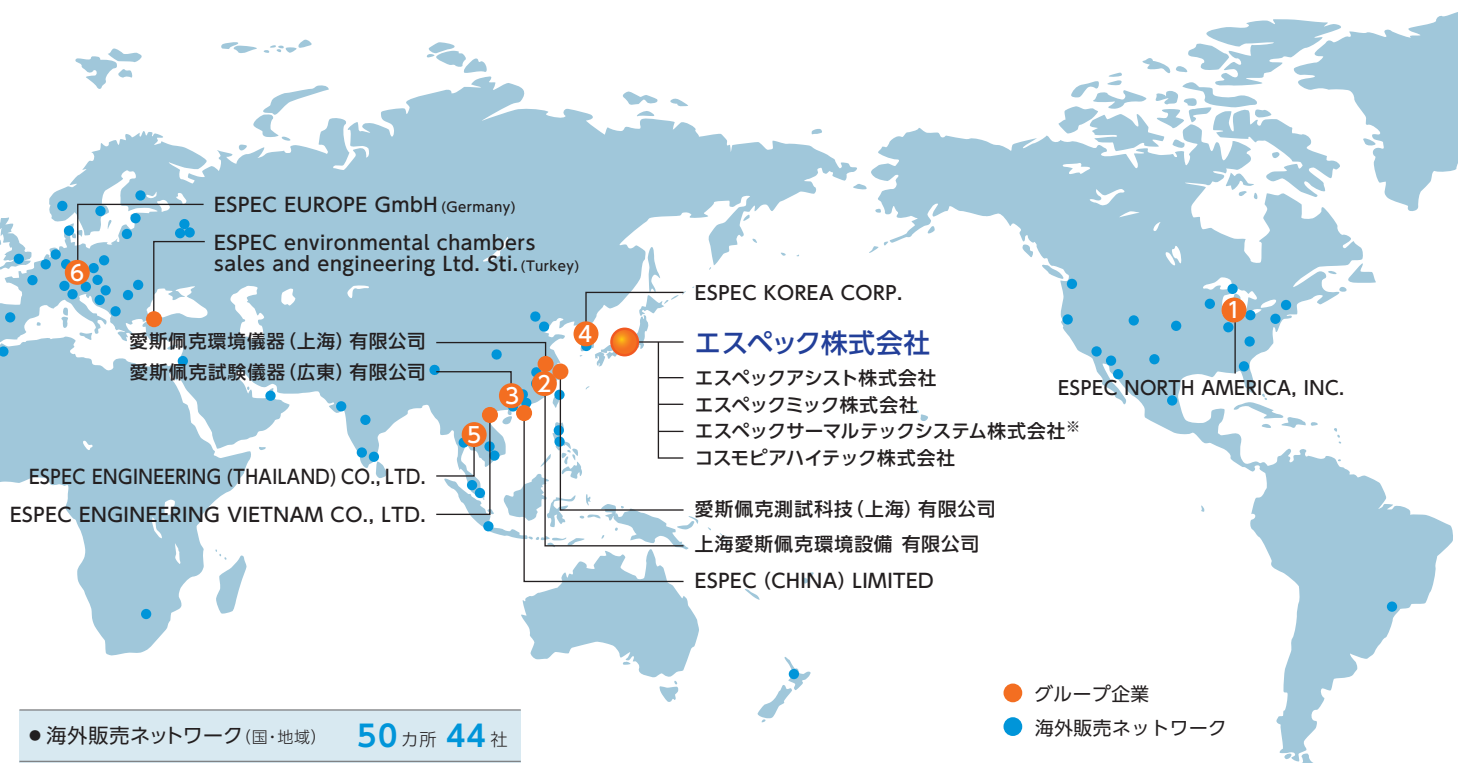 ESPEC EUROPE GmbH (Germany)
ESPEC environmental chambers
sales and engineering Ltd. Sti. (Turkey)
6
愛斯佩克環境儀器（上海）有限公司
愛斯佩克試験儀器（広東）有限公司
ESPEC ENGINEERING (THAILAND) CO., LTD.
ESPEC ENGINEERING VIETNAM CO., LTD.
4
2
3
5
ESPEC KOREA CORP.
エスペック株式会社
エスペックアシスト株式会社
エスペックミック株式会社
エスペックサーマルテックシステム株式会社※
コスモピアハイテック株式会社
愛斯佩克測試科技（上海）有限公司
上海愛斯佩克環境設備 有限公司
ESPEC (CHINA) LIMITED
1
ESPEC NORTH AMERICA, INC.
グループ企業
海外販売ネットワーク
● 海外販売ネットワーク（国・地域） 50カ所 44社